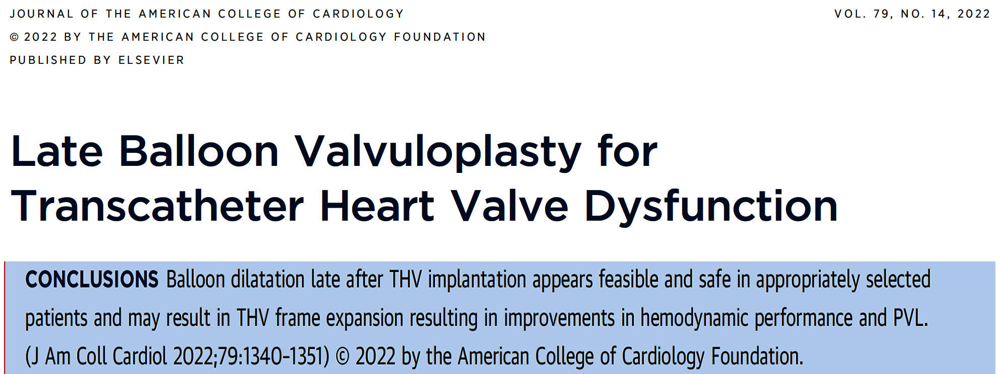 JOURNAL OF THE AMERICAN COLLEGE OF CARDIOLOGY
VOL. 79, NO. 14, 2022
© 2022 BY THE AMERICAN COLLEGE OF CARDIOLOGY FOUNDATION
PUBLISHED BY ELSEVIER
Late Balloon Valvuloplasty for
Transcatheter Heart Valve Dysfunction
CONCLUSIONS Balloon dilatation late after THV implantation appears feasible and safe in appropriately selected
patients and may result in THV frame expansion resulting in improvements in hemodynamic performance and PVL.
(J Am Coll Cardiol 2022;79:1340–1351) © 2022 by the American College of Cardiology Foundation.